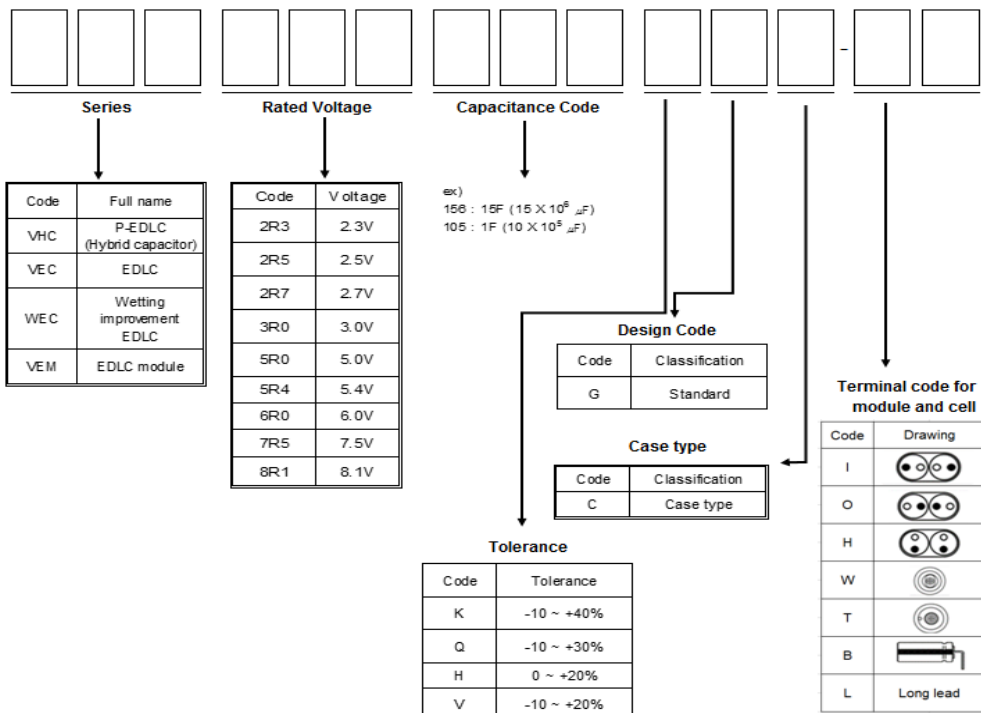 -
Series
Rated Voltage
Capacitance Code
Code Full name
VHC P-EDLC
(Hybrid capacitor)
VEC EDLC
WEC Wetting
improvement
EDLC
VEM EDLC module
Code Voltage
2R3 2.3V
2R5 2.5V
2R7 2.7V
3R0 3.0V
5R0 5.0V
5R4 5.4V
6R0 6.0V
7R5 7.5V
8R1 8.1V
ex)
156 : 15F (15 X 10⁶ μF)
105 : 1F (10 X 10⁵ μF)
Design Code
Code Classification
G Standard
Case type
Code Classification
C Case type
Tolerance
Code Tolerance
K -10 ~ +40%
Q -10 ~ +30%
H 0 ~ +20%
V -10 ~ +20%
Terminal code for
module and cell
Code Drawing
I
O
H
W
T
B
L Long lead